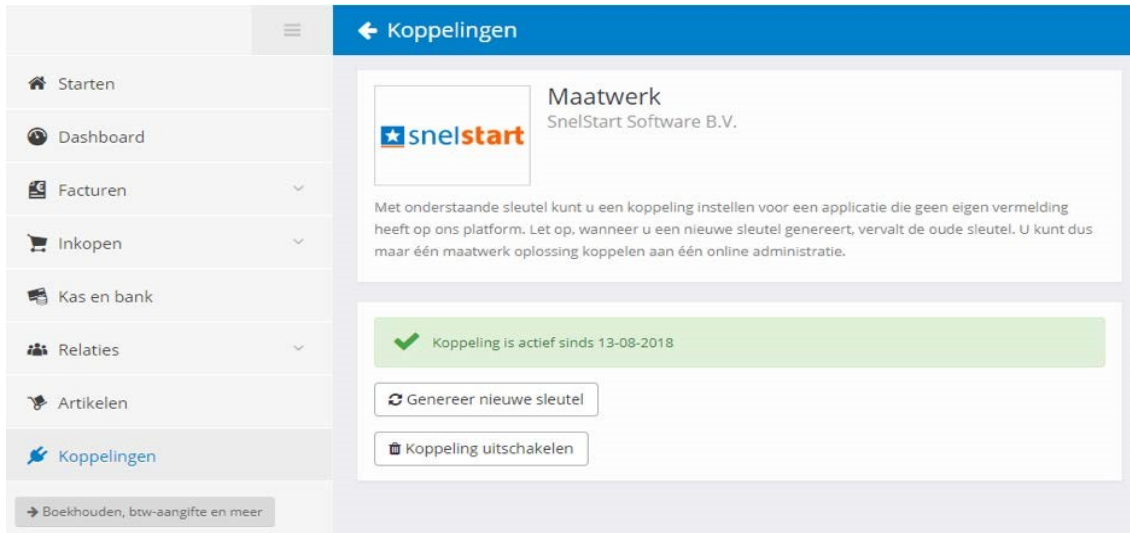 Koppelingen
Starten
Dashboard
Facturen
Inkopen
Kas en bank
Relaties
Artikelen
Koppelingen
Boekhouden, btw-aangifte en meer
snelstart
Maatwerk
SnelStart Software B.V.
Met onderstaande sleutel kunt u een koppeling instellen voor een applicatie die geen eigen vermelding
heeft op ons platform. Let op, wanneer u een nieuwe sleutel genereert, vervalt de oude sleutel. U kunt dus
maar één maatwerk oplossing koppelen aan één online administratie.
Koppeling is actief sinds 13-08-2018
Genereer nieuwe sleutel
Koppeling uitschakelen